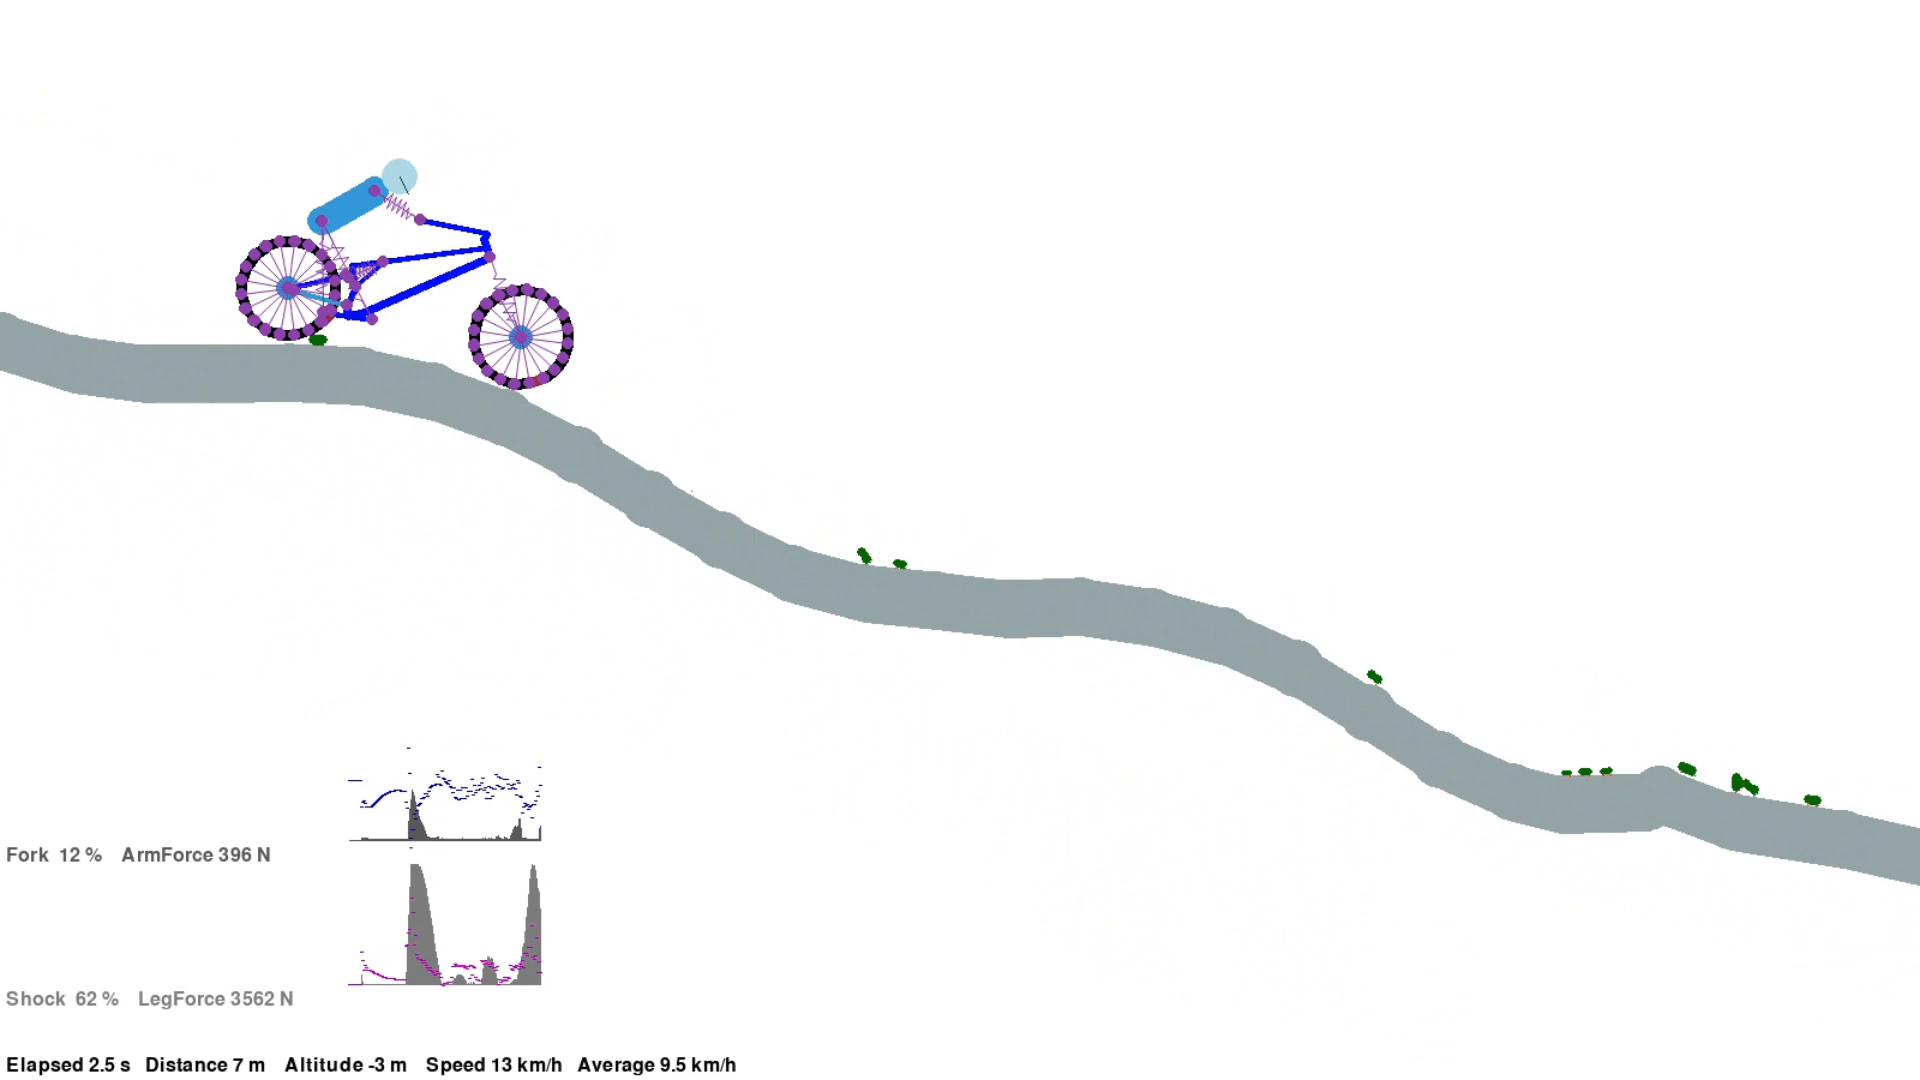 Fork 12 % ArmForce 396 N
Shock 62 % LegForce 3562 N
Elapsed 2.5 s Distance 7 m Altitude -3 m Speed 13 km/h Average 9.5 km/h